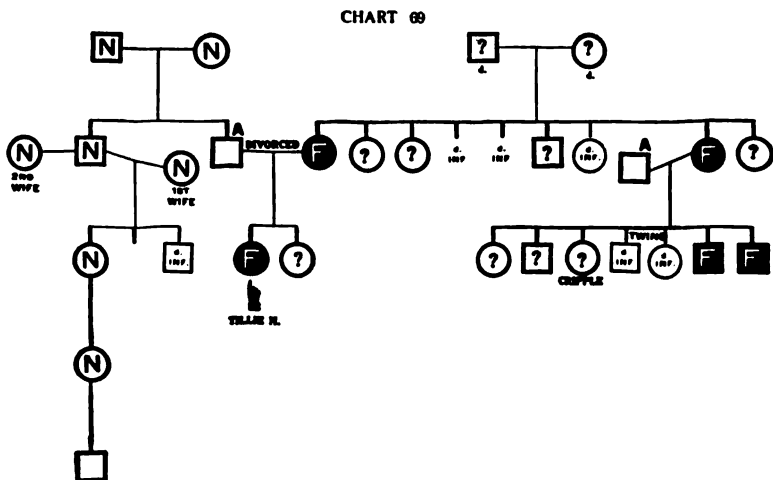 CHART 69
N N ? ?
d. d.
N N A DIVORCED F ? ? d. INF d. INF ? d. INF. A F ?
2ND WIFE
N
1ST WIFE
TWINS
N d. INF. F ? ? ? ? d. INF d. INF. F F
CRIPPLE
TILLIE N.
N